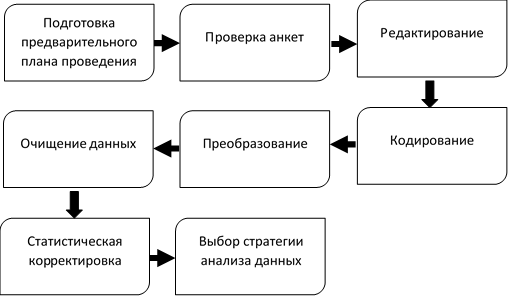 Подготовка
предварительного
плана проведения
Проверка анкет
Редактирование
Кодирование
Преобразование
Очищение данных
Статистическая
корректировка
Выбор стратегии
анализа данных